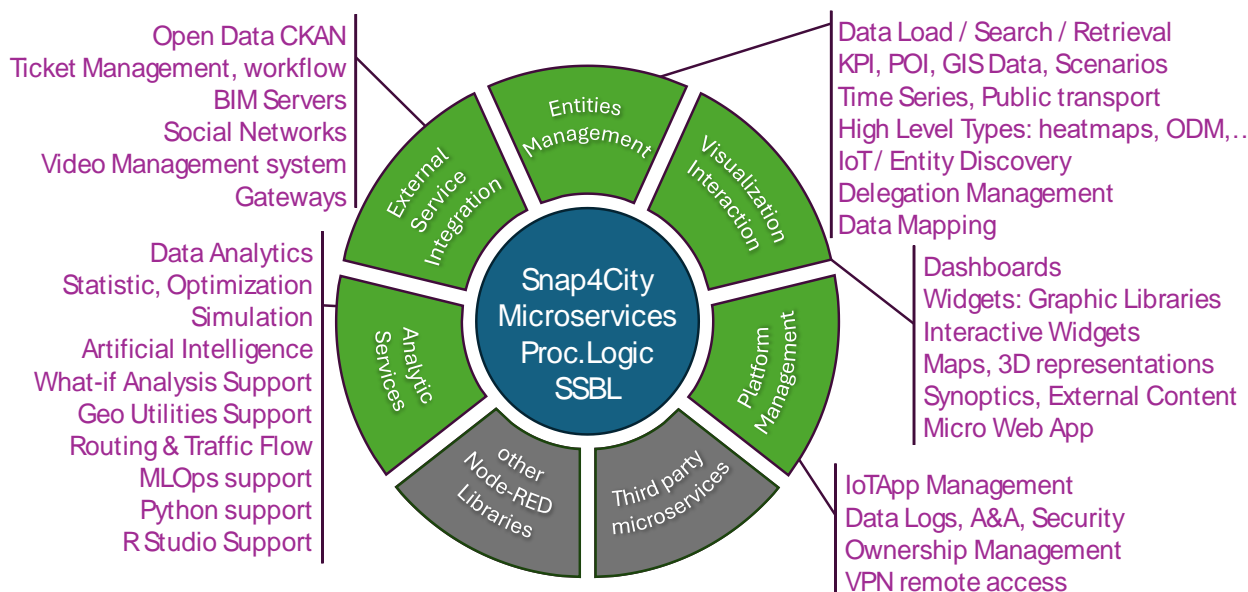 Open Data CKAN
Ticket Management, workflow
BIM Servers
Social Networks
Video Management system
Gateways
Data Analytics
Statistic, Optimization
Simulation
Artificial Intelligence
What-if Analysis Support
Geo Utilities Support
Routing & Traffic Flow
MLOps support
Python support
R Studio Support
External
Service
Integration
Entities
Management
Visualization
Interaction
Analytic
Services
Snap4City
Microservices
Proc.Logic
SSBL
Platform
Management
other
Node-RED
Libraries
Third party
microservices
Data Load / Search / Retrieval
KPI, POI, GIS Data, Scenarios
Time Series, Public transport
High Level Types: heatmaps, ODM,..
IoT / Entity Discovery
Delegation Management
Data Mapping
Dashboards
Widgets: Graphic Libraries
Interactive Widgets
Maps, 3D representations
Synoptics, External Content
Micro Web App
IoTApp Management
Data Logs, A&A, Security
Ownership Management
VPN remote access